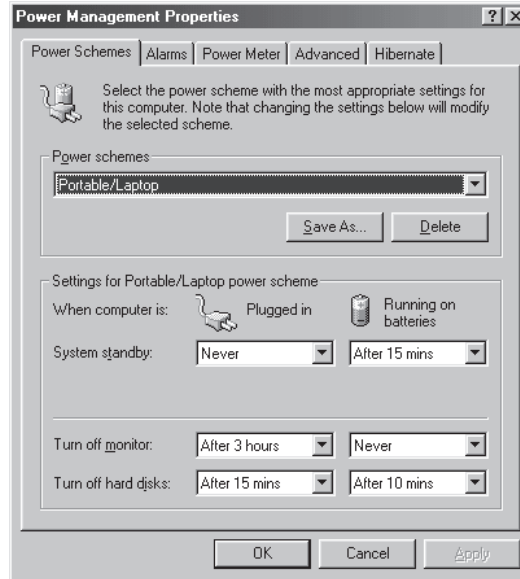 Power Management Properties
Power Schemes Alarms Power Meter Advanced Hibernate
Select the power scheme with the most appropriate settings for
this computer. Note that changing the settings below will modify
the selected scheme.
Power schemes
Portable/Laptop
Save As... Delete
Settings for Portable/Laptop power scheme
When computer is: Plugged in Running on
batteries
System standby: Never After 15 mins
Turn off monitor: After 3 hours Never
Turn off hard disks: After 15 mins After 10 mins
OK Cancel Apply